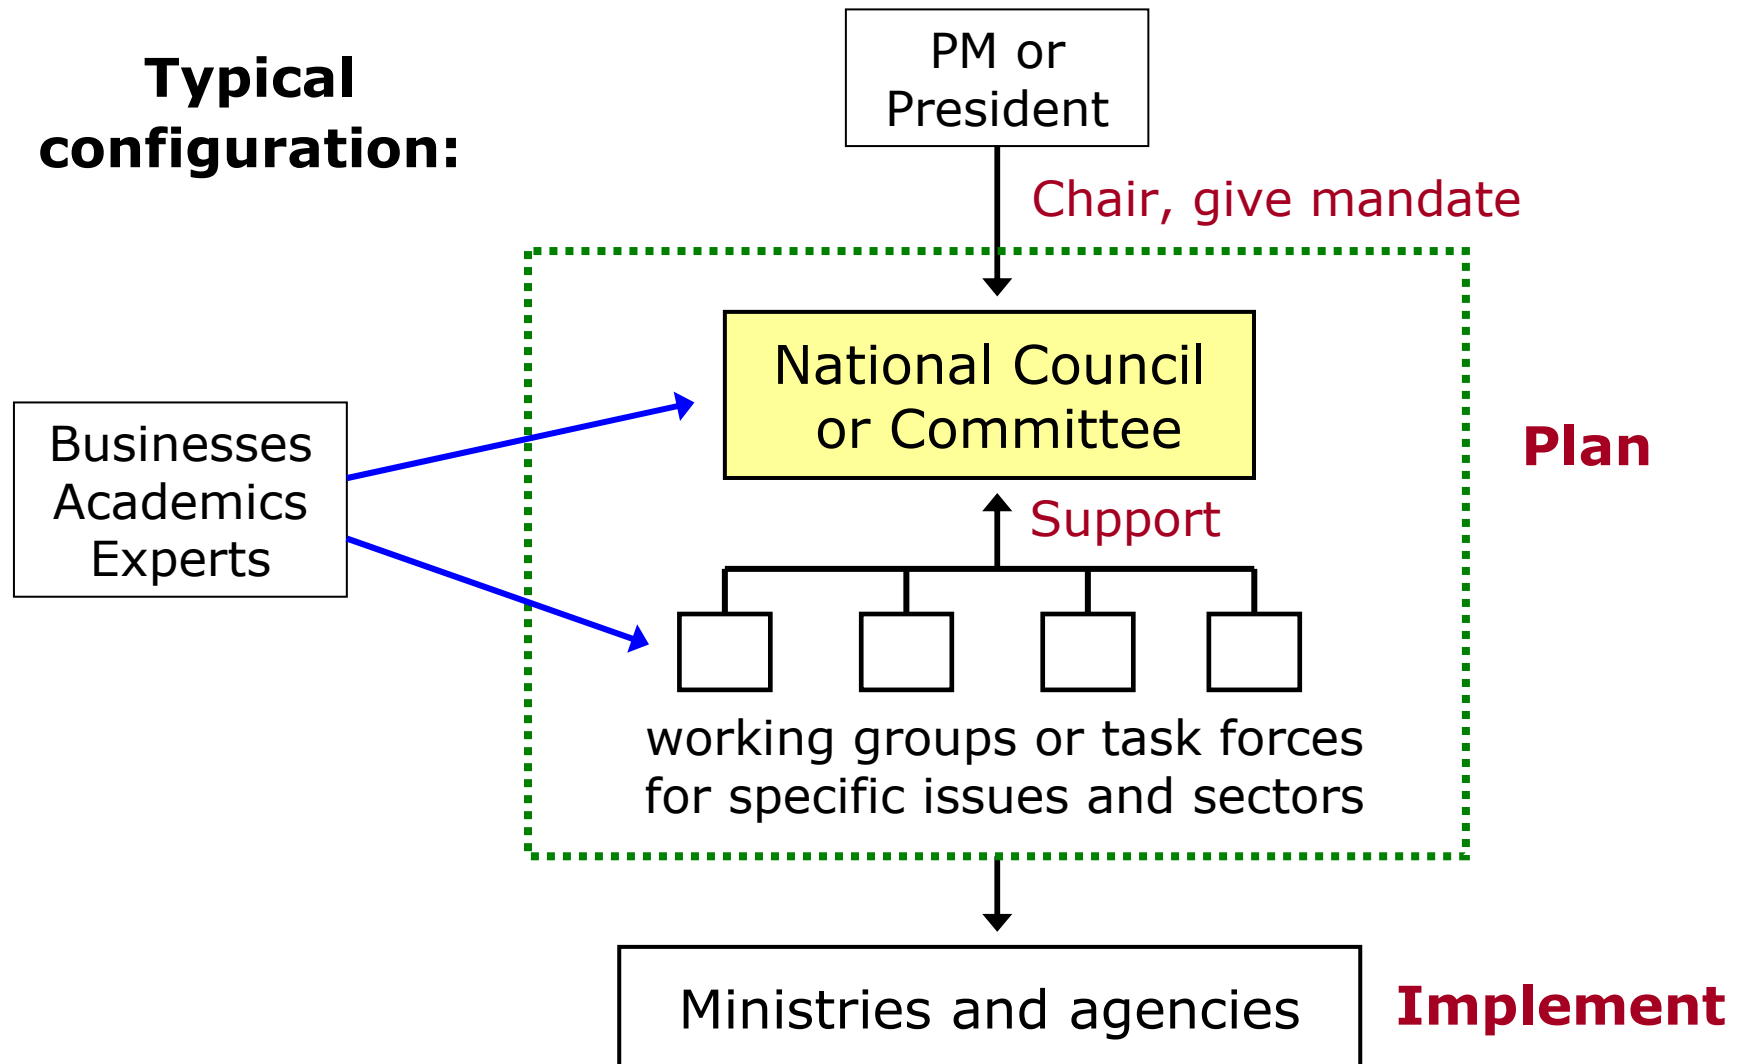 Typical
configuration:
PM or
President
Chair, give mandate
National Council
or Committee
Plan
Businesses
Academics
Experts
Support
working groups or task forces
for specific issues and sectors
Ministries and agencies
Implement